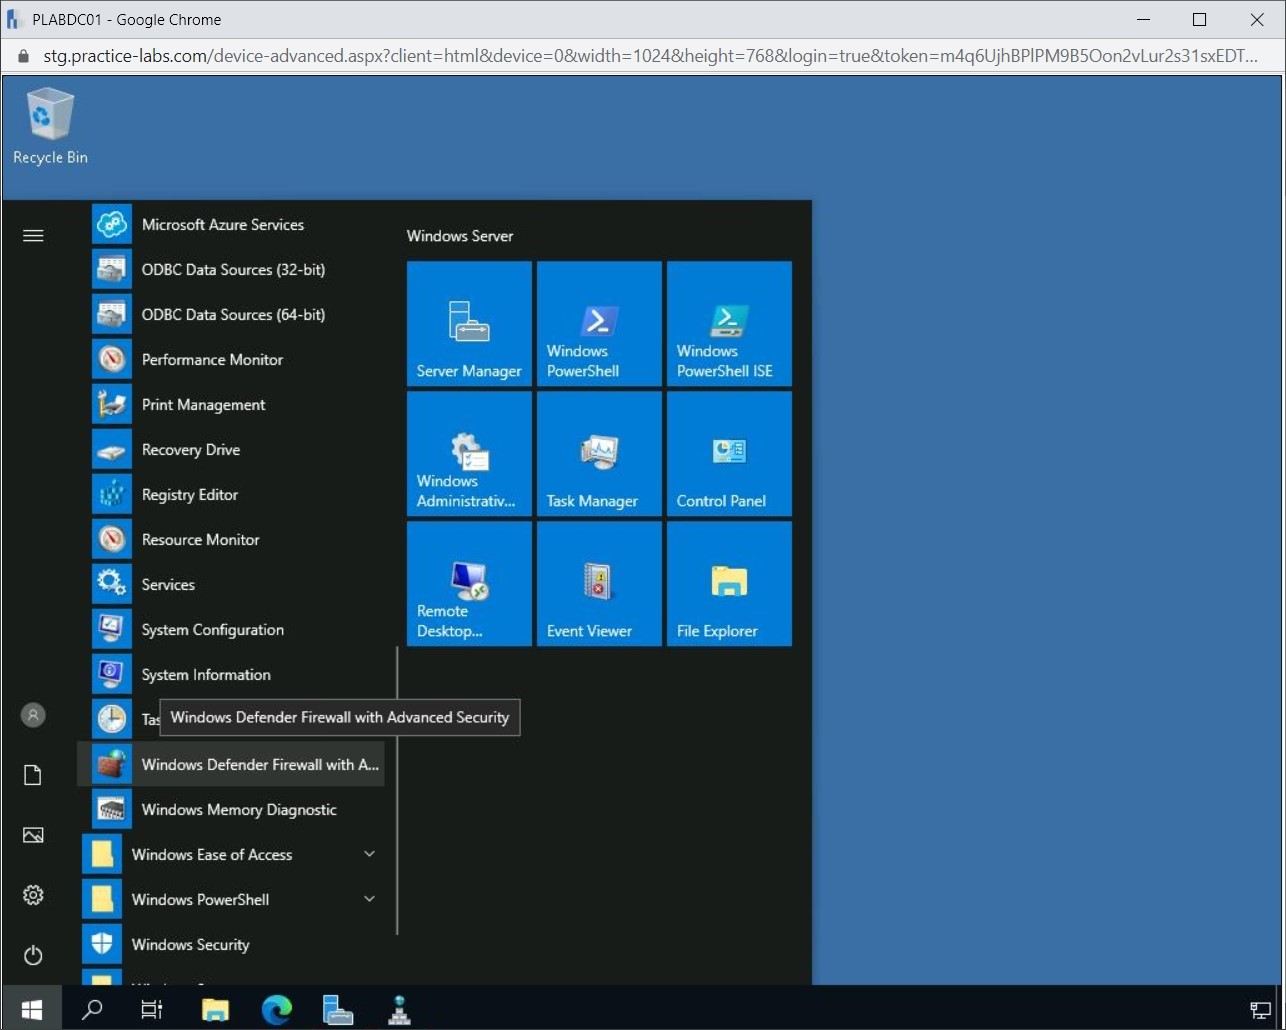 PLABDC01 - Google Chrome
stg.practice-labs.com/device-advanced.aspx?client=html&device=0&width=1024&height=768&login=true&token=m4q6UjhBPlPM9B5Oon2vLur2s31sxEDT...
Recycle Bin
Microsoft Azure Services
ODBC Data Sources (32-bit)
ODBC Data Sources (64-bit)
Performance Monitor
Print Management
Recovery Drive
Registry Editor
Resource Monitor
Services
System Configuration
System Information
Tas
Windows Defender Firewall with Advanced Security
Windows Defender Firewall with A...
Windows Memory Diagnostic
Windows Ease of Access
Windows PowerShell
Windows Security
Windows Server
Server Manager
Windows
PowerShell
Windows
PowerShell ISE
Windows
Administrativ...
Task Manager
Control Panel
Remote
Desktop...
Event Viewer
File Explorer